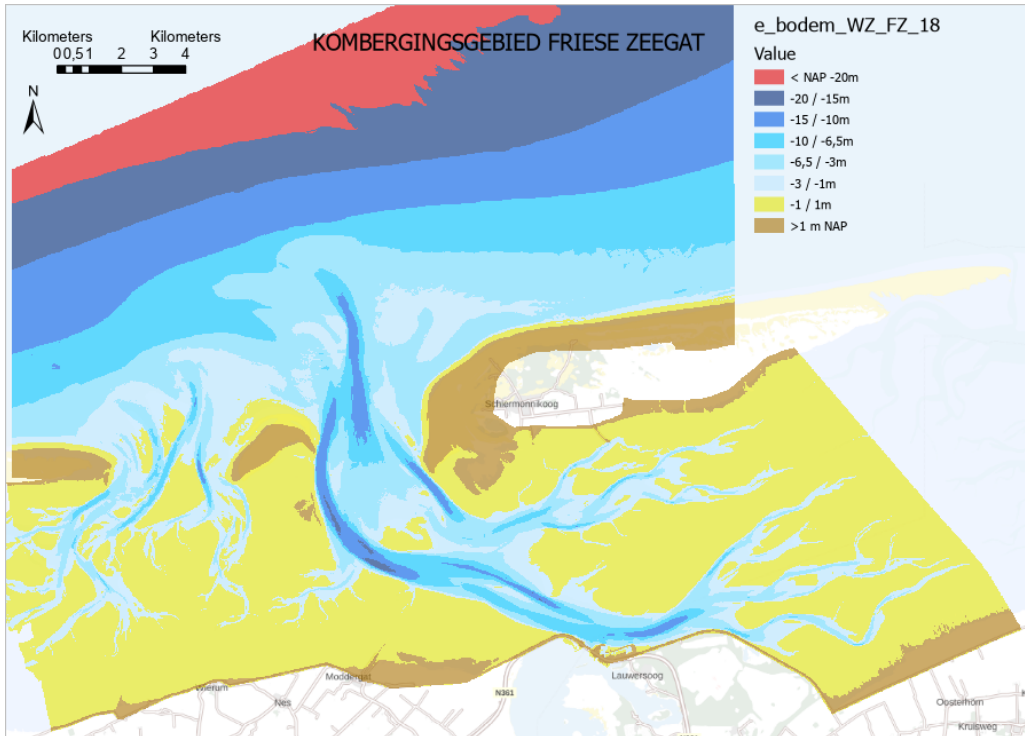 Kilometers Kilometers
0 0,5 1 2 3 4
N
KOMBERGINGSGEBIED FRIESE ZEEGAT
e_bodem_WZ_FZ_18
Value
< NAP -20m
-20 / -15m
-15 / -10m
-10 / -6,5m
-6,5 / -3m
-3 / -1m
-1 / 1m
>1 m NAP
Schiermonnikoog
Moddergat
Wierum
Nes
N361
Lauwersoog
Oosterhörn
Kruisweg